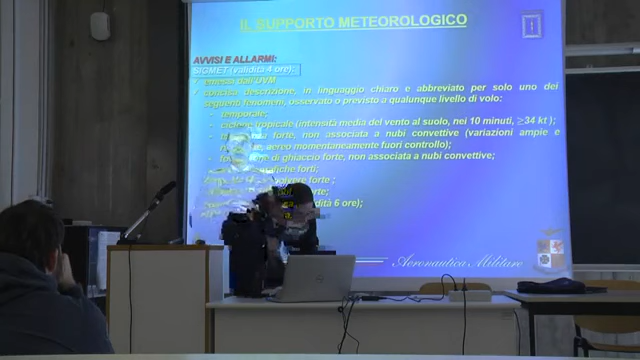 IL SUPPORTO METEOROLOGICO
AVVISI E ALLARMI:
SIGMET (validità 4 ore):
✓ emessa dall'UVM
✓ concisa descrizione, in linguaggio chiaro e abbreviato per solo uno dei
seguenti fenomeni, osservato o previsto a qualunque livello di volo:
- temporale;
- ciclone tropicale (intensità media del vento al suolo, nei 10 minuti, ≥34 kt );
forte, non associata a nubi convettive (variazioni ampie e
aereo momentaneamente fuori controllo);
di ghiaccio forte, non associata a nubi convettive;
forti;
forte ;
forte;
validità 6 ore);
Aeronautica Militare